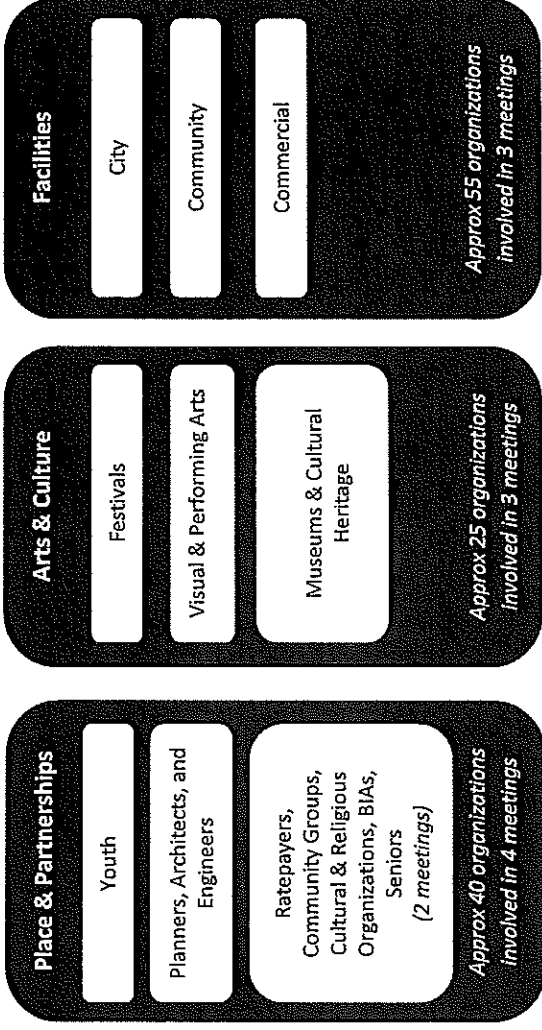 Place & Partnerships
Youth
Planners, Architects, and
Engineers
Ratepayers,
Community Groups,
Cultural & Religious
Organizations, BIAs,
Seniors
(2 meetings)
Approx 40 organizations
involved in 4 meetings
Arts & Culture
Festivals
Visual & Performing Arts
Museums & Cultural
Heritage
Approx 25 organizations
involved in 3 meetings
Facilities
City
Community
Commercial
Approx 55 organizations
involved in 3 meetings